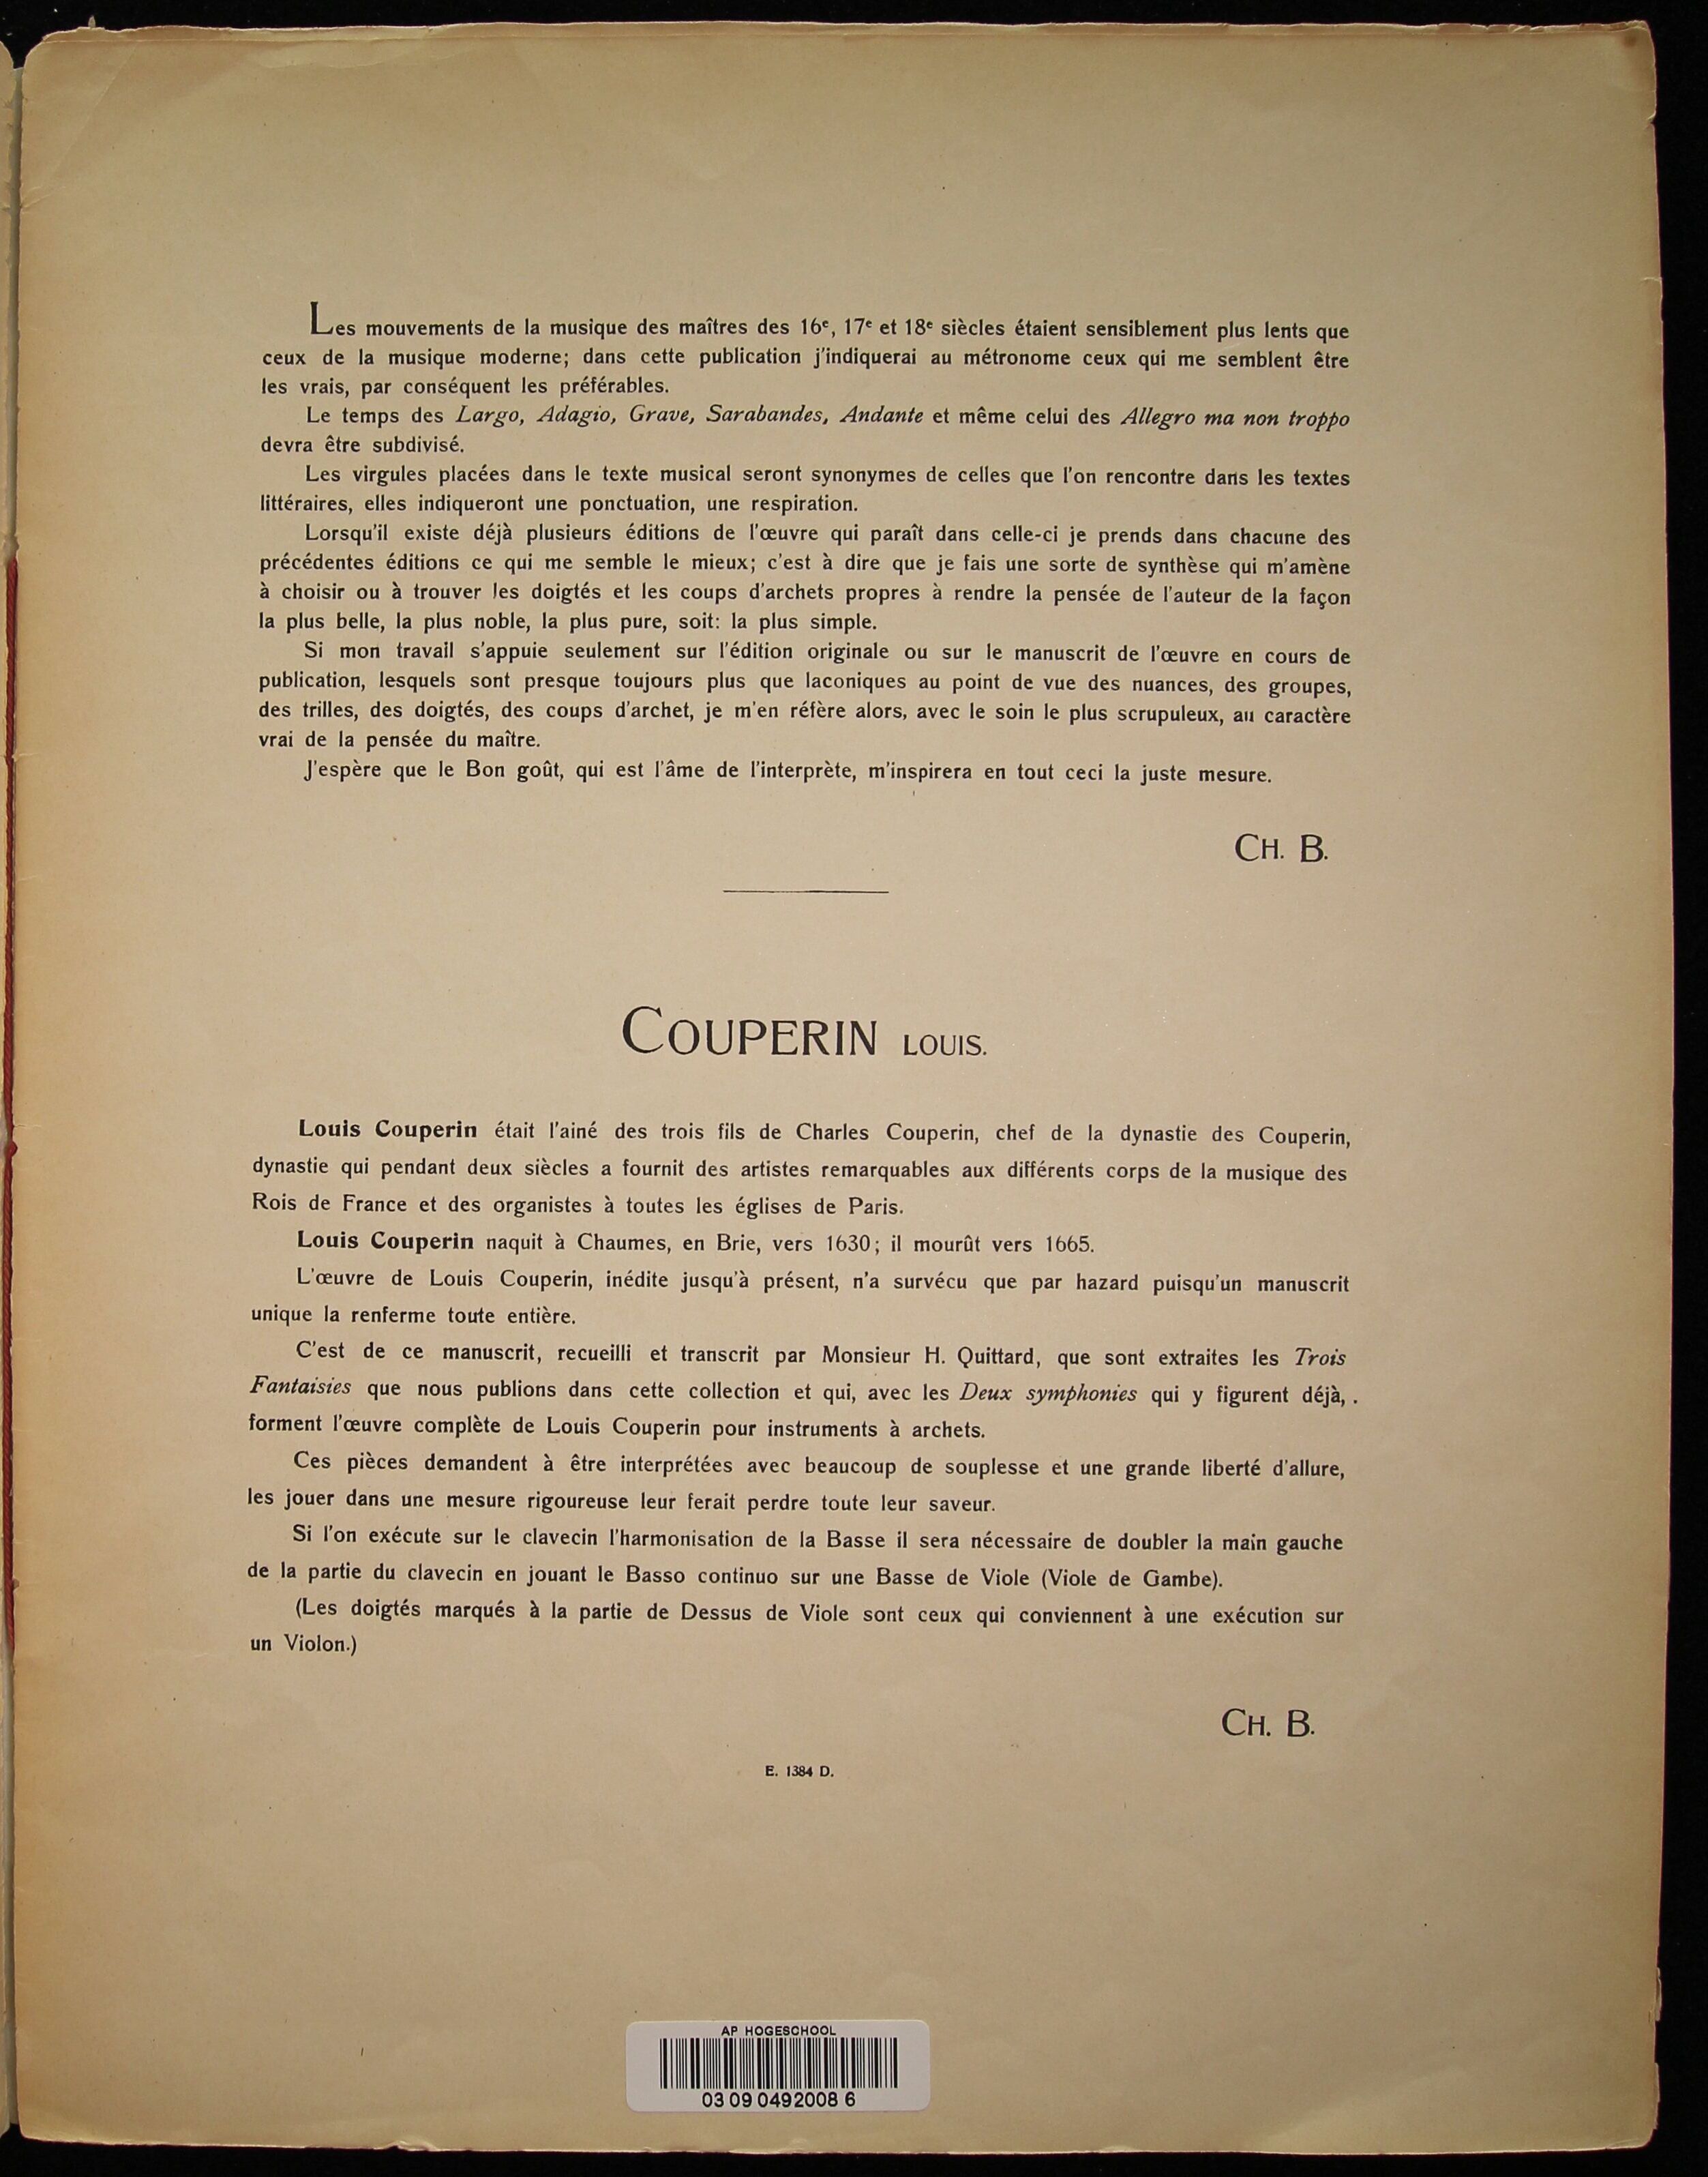 Les mouvements de la musique des maîtres des 16e, 17e et 18e siècles étaient sensiblement plus lents que
ceux de la musique moderne; dans cette publication j'indiquerai au métronome ceux qui me semblent être
les vrais, par conséquent les préférables.
Le temps des Largo, Adagio, Grave, Sarabandes, Andante et même celui des Allegro ma non troppo
devra être subdivisé.
Les virgules placées dans le texte musical seront synonymes de celles que l'on rencontre dans les textes
littéraires, elles indiqueront une ponctuation, une respiration.
Lorsqu'il existe déjà plusieurs éditions de l'œuvre qui paraît dans celle-ci je prends dans chacune des
précédentes éditions ce qui me semble le mieux; c'est à dire que je fais une sorte de synthèse qui m'amène
à choisir ou à trouver les doigtés et les coups d'archets propres à rendre la pensée de l'auteur de la façon
la plus belle, la plus noble, la plus pure, soit: la plus simple.
Si mon travail s'appuie seulement sur l'édition originale ou sur le manuscrit de l'œuvre en cours de
publication, lesquels sont presque toujours plus que laconiques au point de vue des nuances, des groupes,
des trilles, des doigtés, des coups d'archet, je m'en réfère alors, avec le soin le plus scrupuleux, au caractère
vrai de la pensée du maître.
J'espère que le Bon goût, qui est l'âme de l'interprète, m'inspirera en tout ceci la juste mesure.
CH. B.
COUPERIN LOUIS.
Louis Couperin était l'ainé des trois fils de Charles Couperin, chef de la dynastie des Couperin,
dynastie qui pendant deux siècles a fournit des artistes remarquables aux différents corps de la musique des
Rois de France et des organistes à toutes les églises de Paris.
Louis Couperin naquit à Chaumes, en Brie, vers 1630; il mourût vers 1665.
L'œuvre de Louis Couperin, inédite jusqu'à présent, n'a survécu que par hazard puisqu'un manuscrit
unique la renferme toute entière.
C'est de ce manuscrit, recueilli et transcrit par Monsieur H. Quittard, que sont extraites les Trois
Fantaisies que nous publions dans cette collection et qui, avec les Deux symphonies qui y figurent déjà, .
forment l'œuvre complète de Louis Couperin pour instruments à archets.
Ces pièces demandent à être interprétées avec beaucoup de souplesse et une grande liberté d'allure,
les jouer dans une mesure rigoureuse leur ferait perdre toute leur saveur.
Si l'on exécute sur le clavecin l'harmonisation de la Basse il sera nécessaire de doubler la main gauche
de la partie du clavecin en jouant le Basso continuo sur une Basse de Viole (Viole de Gambe).
(Les doigtés marqués à la partie de Dessus de Viole sont ceux qui conviennent à une exécution sur
un Violon.)
CH. B.
E. 1384 D.
AP HOGESCHOOL
03 09 0492008 6